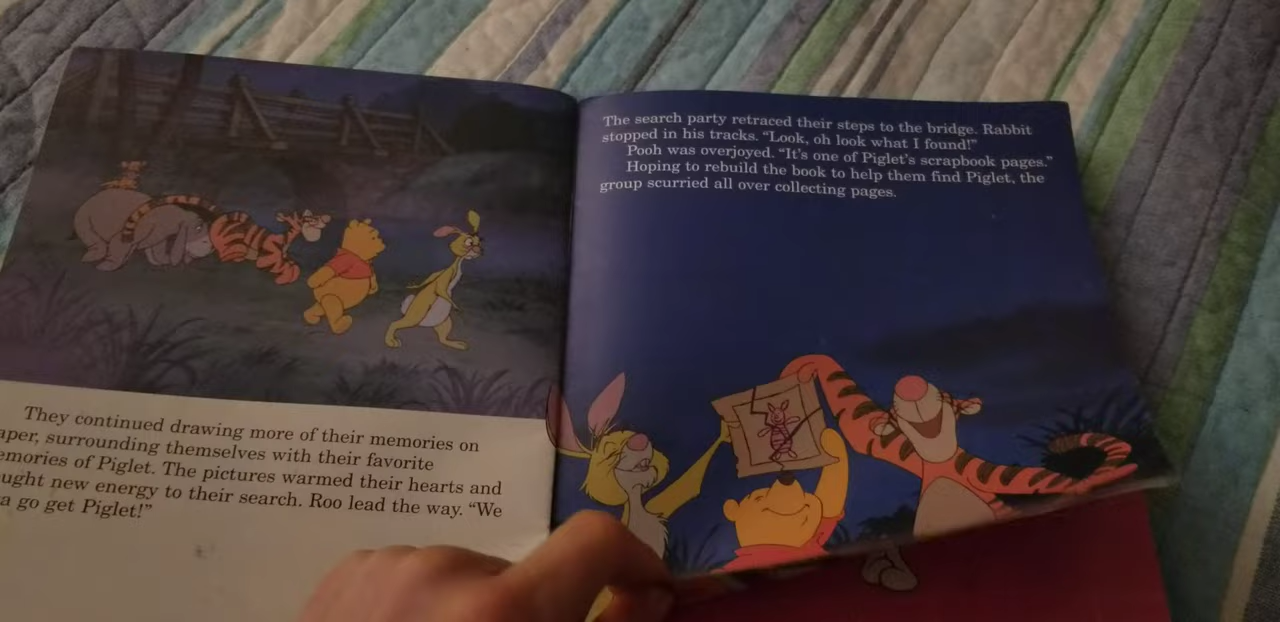 They continued drawing more of their memories on
aper, surrounding themselves with their favorite
emories of Piglet. The pictures warmed their hearts and
ught new energy to their search. Roo lead the way. “We
a go get Piglet!”
The search party retraced their steps to the bridge. Rabbit
stopped in his tracks. “Look, oh look what I found!”
Pooh was overjoyed. “It’s one of Piglet’s scrapbook pages.”
Hoping to rebuild the book to help them find Piglet, the
group scurried all over collecting pages.